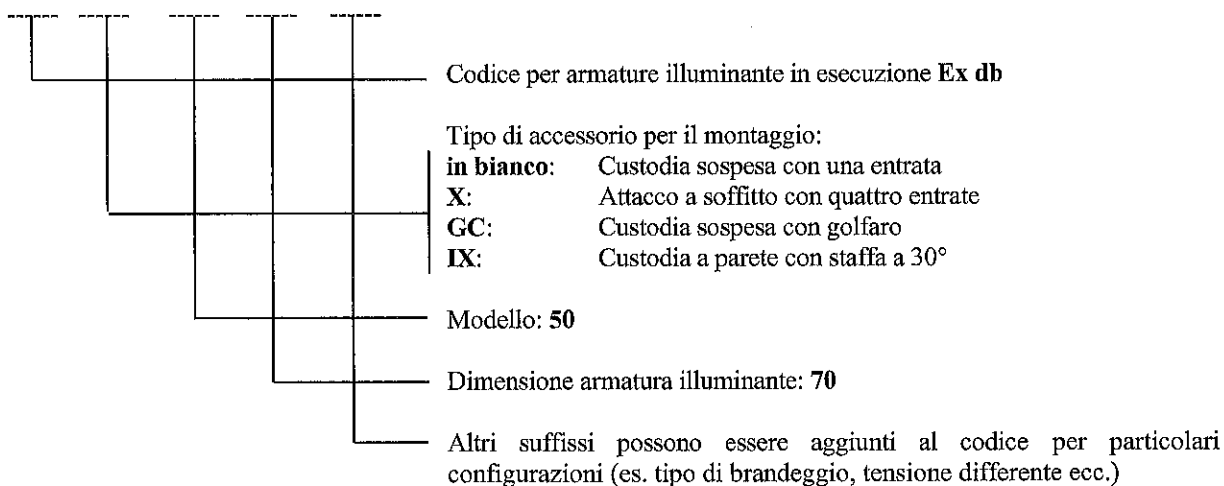 Codice per armature illuminante in esecuzione Ex db
Tipo di accessorio per il montaggio:
in bianco: Custodia sospesa con una entrata
X: Attacco a soffitto con quattro entrate
GC: Custodia sospesa con golfaro
IX: Custodia a parete con staffa a 30°
Modello: 50
Dimensione armatura illuminante: 70
Altri suffissi possono essere aggiunti al codice per particolari
configurazioni (es. tipo di brandeggio, tensione differente ecc.)